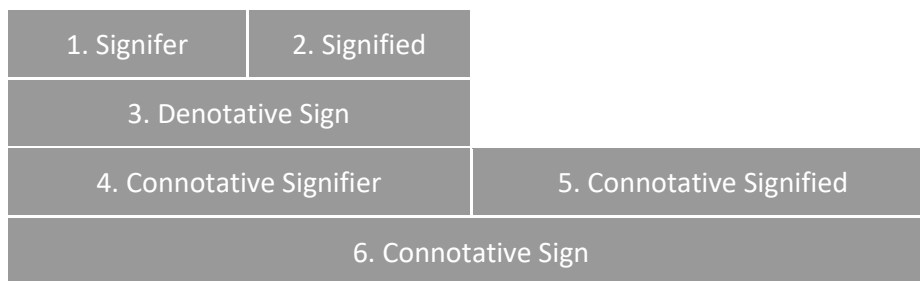 1. Signifer 2. Signified
3. Denotative Sign
4. Connotative Signifier 5. Connotative Signified
6. Connotative Sign